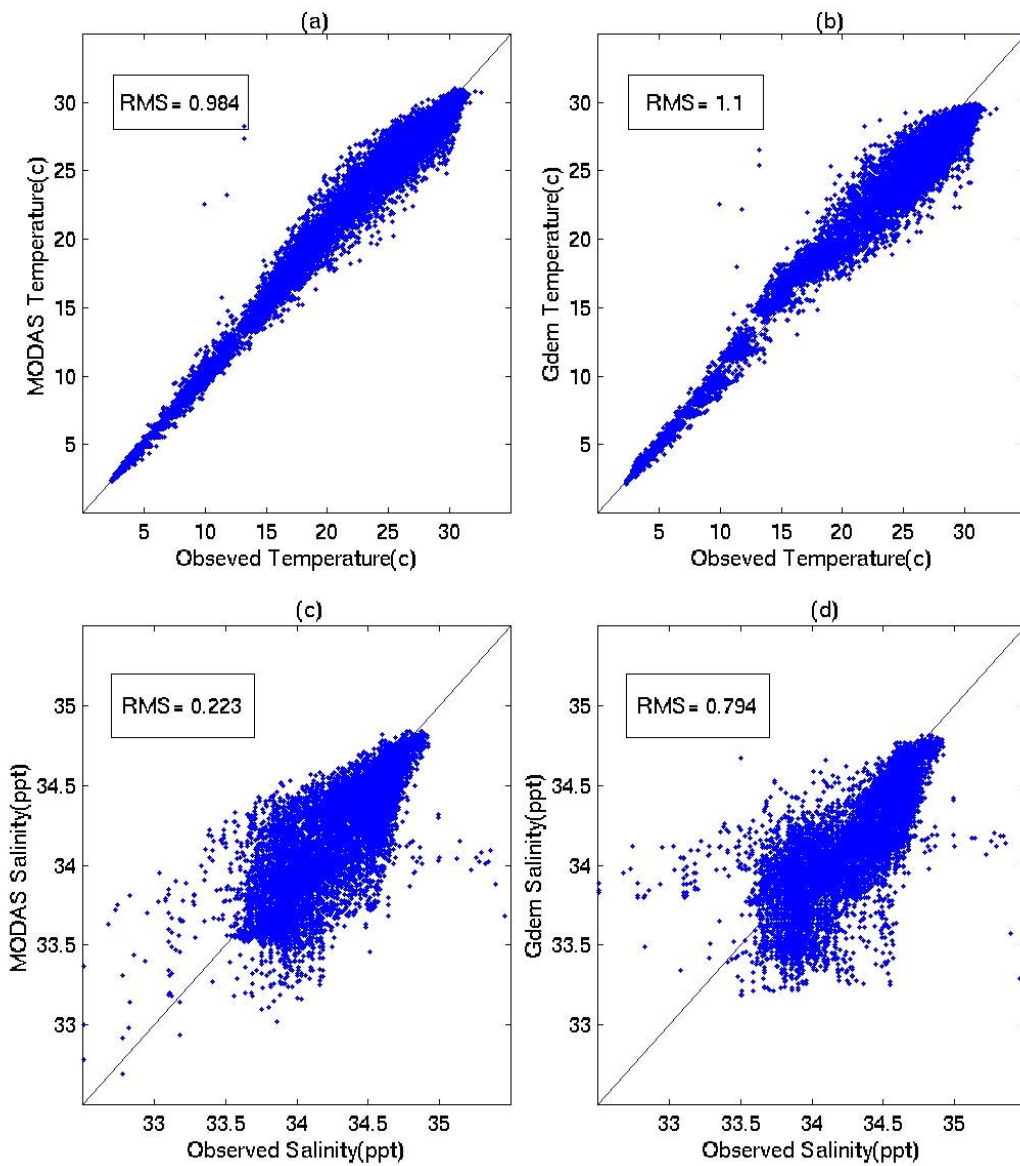 (a)
RMS = 0.984
30
25
20
15
10
5
MODAS Temperature(c)
5 10 15 20 25 30
Obseved Temperature(c)
(b)
RMS = 1.1
30
25
20
15
10
5
Gdem Temperature(c)
5 10 15 20 25 30
Obseved Temperature(c)
(c)
RMS = 0.223
35
34.5
34
33.5
33
MODAS Salinity(ppt)
33 33.5 34 34.5 35
Observed Salinity(ppt)
(d)
RMS = 0.794
35
34.5
34
33.5
33
Gdem Salinity(ppt)
33 33.5 34 34.5 35
Observed Salinity(ppt)